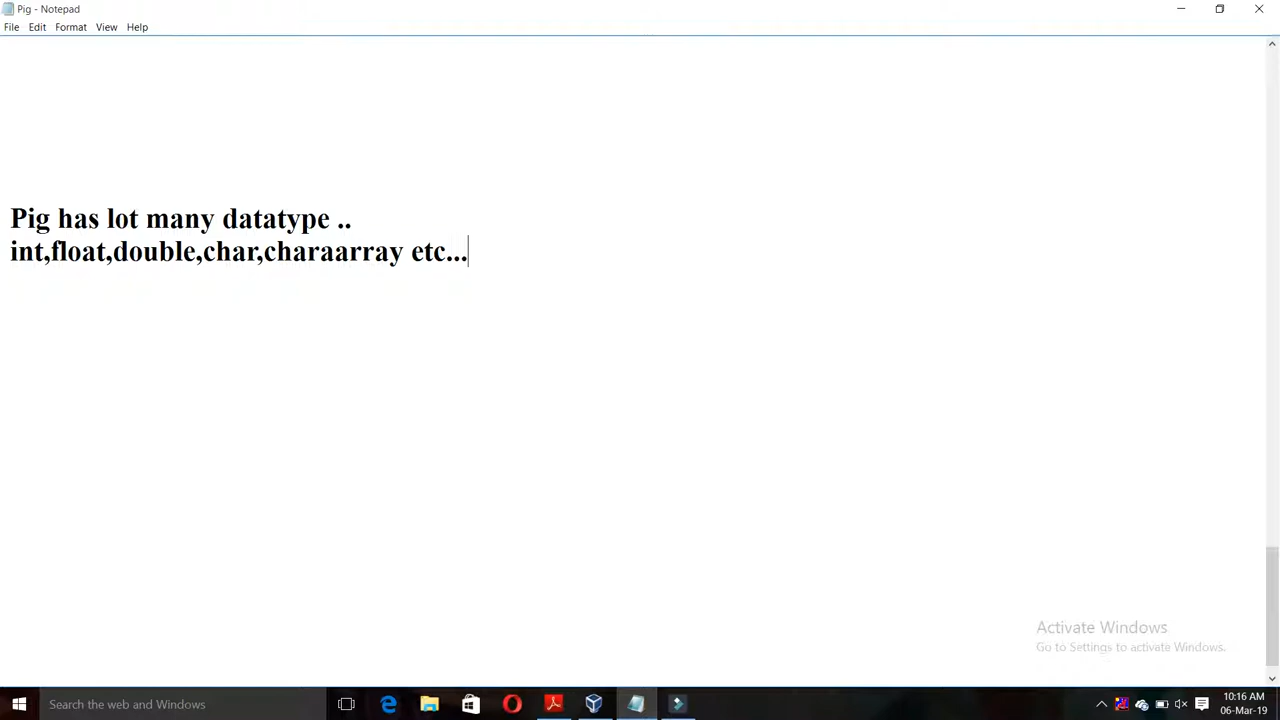 Pig - Notepad
File Edit Format View Help
Pig has lot many datatype ..
int,float,double,char,charaarray etc...
Activate Windows
Go to Settings to activate Windows.
Search the web and Windows
10:16 AM
06-Mar-19